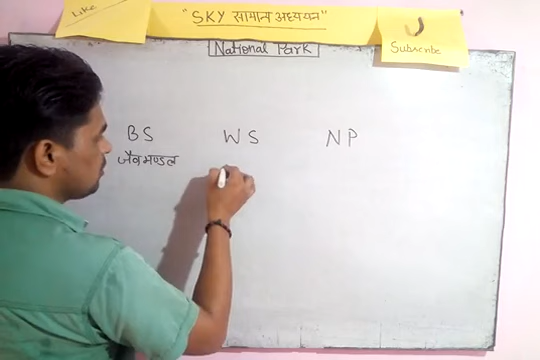 Like
"SKY सामान्य अध्ययन"
Subscribe
National Park
BS WS NP
जैवमण्डल